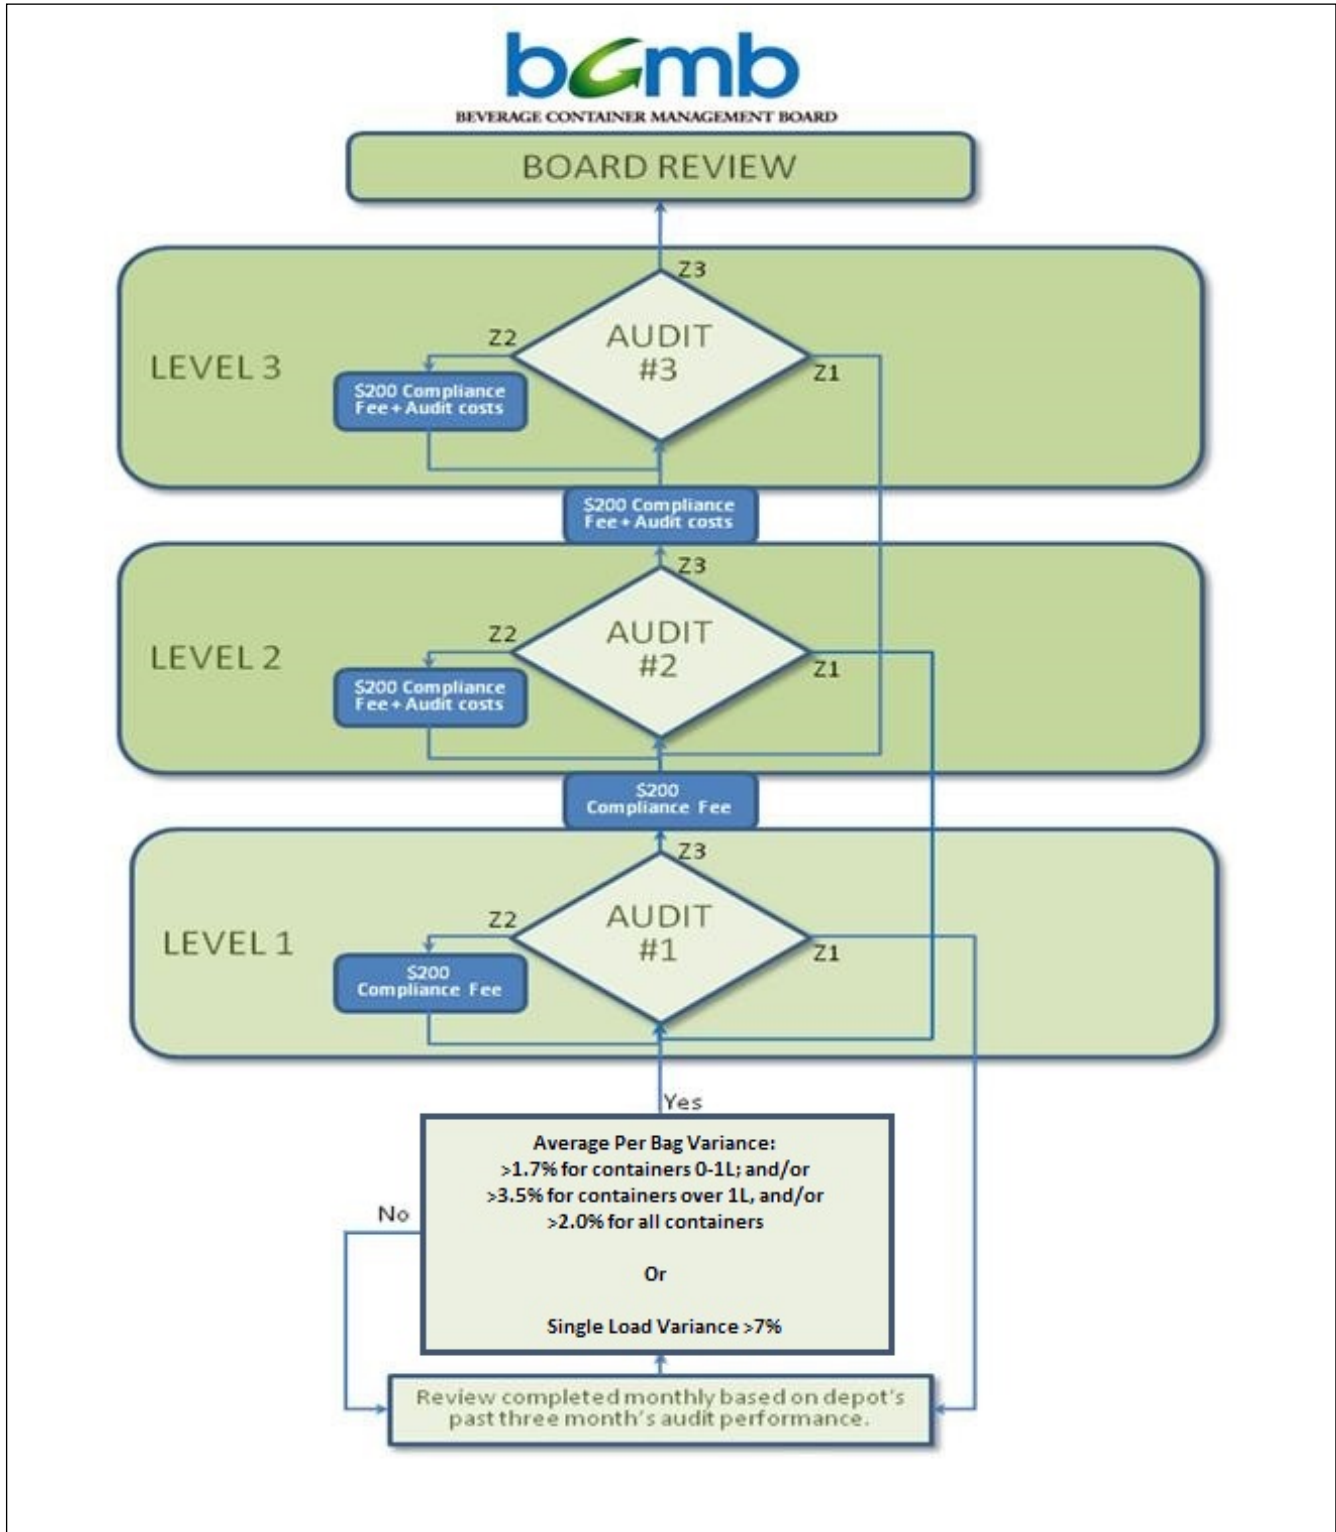 bcmb
BEVERAGE CONTAINER MANAGEMENT BOARD
BOARD REVIEW
Z3
Z2
AUDIT
#3
Z1
LEVEL 3
$200 Compliance
Fee + Audit costs
$200 Compliance
Fee + Audit costs
Z3
Z2
AUDIT
#2
Z1
LEVEL 2
$200 Compliance
Fee + Audit costs
$200
Compliance Fee
Z3
Z2
AUDIT
#1
Z1
LEVEL 1
$200
Compliance Fee
Yes
Average Per Bag Variance:
>1.7% for containers 0-1L; and/or
>3.5% for containers over 1L, and/or
>2.0% for all containers
No
Or
Single Load Variance >7%
Review completed monthly based on depot's
past three month's audit performance.